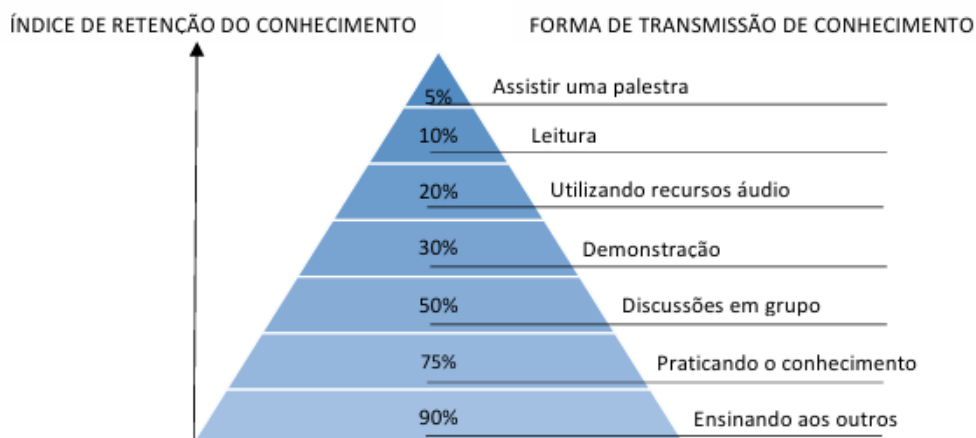 ÍNDICE DE RETENÇÃO DO CONHECIMENTO
FORMA DE TRANSMISSÃO DE CONHECIMENTO
5% Assistir uma palestra
10% Leitura
20% Utilizando recursos áudio
30% Demonstração
50% Discussões em grupo
75% Praticando o conhecimento
90% Ensinando aos outros